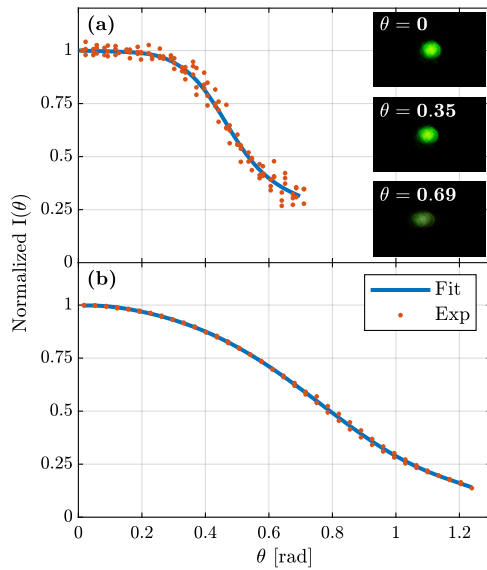 (a)
θ = 0
θ = 0.35
θ = 0.69
1
0.75
0.5
0.25
0
Normalized I(θ)
(b)
Fit
Exp
1
0.75
0.5
0.25
0
0 0.2 0.4 0.6 0.8 1 1.2
θ [rad]